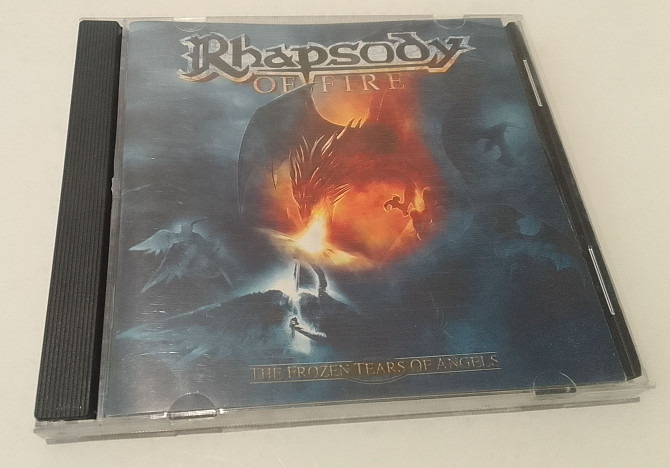 Rhapsody
OF FIRE
THE FROZEN TEARS OF ANGELS